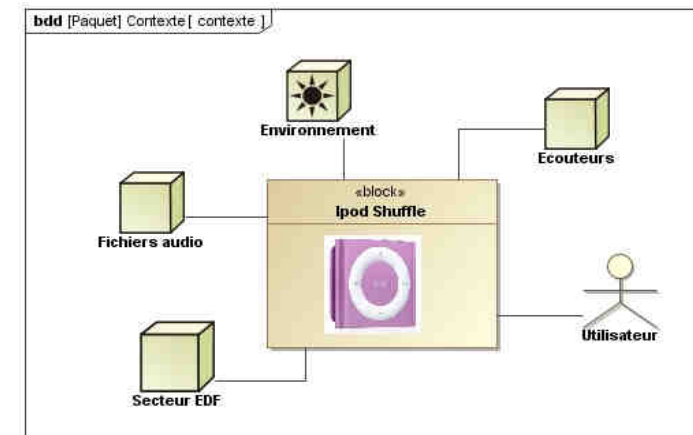 bdd [Paquet] Contexte [ contexte ]
Environnement
Ecouteurs
«block»
Ipod Shuffle
Fichiers audio
Utilisateur
Secteur EDF